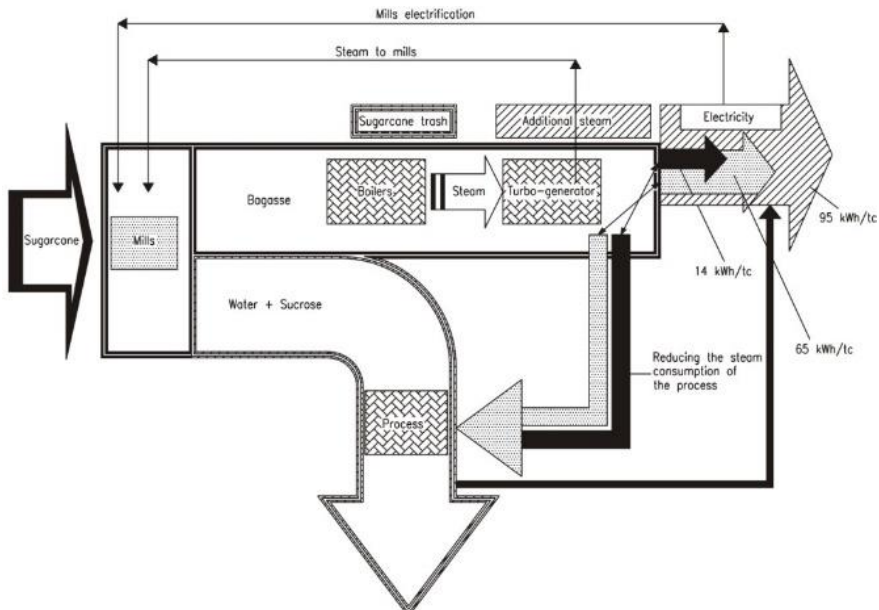 Mills electrification
Steam to mills
Sugarcane trash
Additional steam
Electricity
Sugarcane
Mills
Bagasse
Boilers
Steam
Turbo-generator
95 kWh/tc
14 kWh/tc
65 kWh/tc
Water + Sucrose
Reducing the steam
consumption of
the process
Process